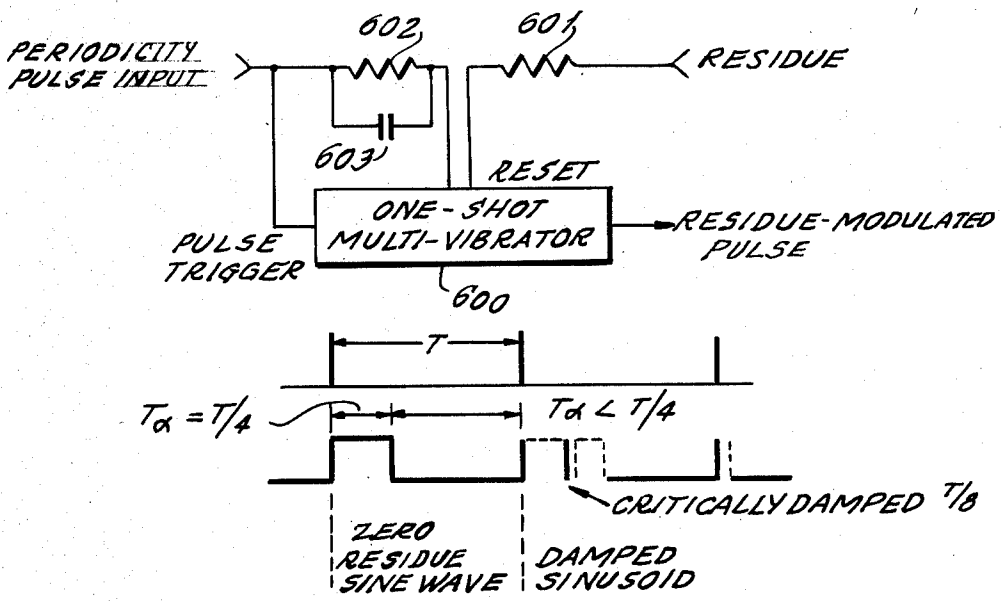 602
601
PERIODICITY
PULSE INPUT
RESIDUE
603
RESET
ONE-SHOT
MULTI-VIBRATOR
RESIDUE-MODULATED
PULSE
PULSE
TRIGGER
600
T
Tα = T/4
Tα < T/4
CRITICALLY DAMPED T/8
ZERO
RESIDUE
SINE WAVE
DAMPED
SINUSOID